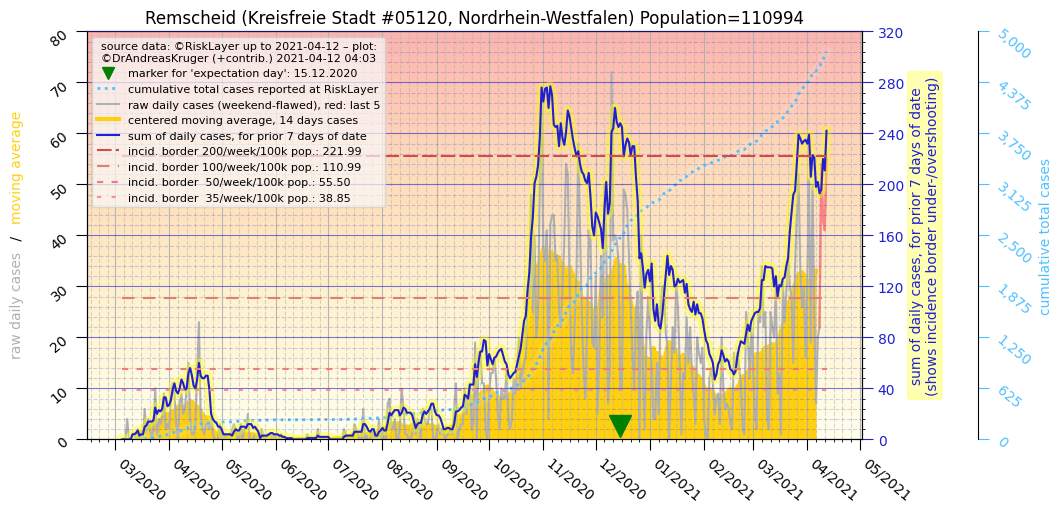 Remscheid (Kreisfreie Stadt #05120, Nordrhein-Westfalen) Population=110994
source data: ©RiskLayer up to 2021-04-12 – plot:
©DrAndreasKruger (+contrib.) 2021-04-12 04:03
marker for 'expectation day': 15.12.2020
cumulative total cases reported at RiskLayer
raw daily cases (weekend-flawed), red: last 5
centered moving average, 14 days cases
sum of daily cases, for prior 7 days of date
incid. border 200/week/100k pop.: 221.99
incid. border 100/week/100k pop.: 110.99
incid. border  50/week/100k pop.: 55.50
incid. border  35/week/100k pop.: 38.85
raw daily cases / moving average
80
70
60
50
40
30
20
10
0
03/2020
04/2020
05/2020
06/2020
07/2020
08/2020
09/2020
10/2020
11/2020
12/2020
01/2021
02/2021
03/2021
04/2021
05/2021
320
280
240
200
160
120
80
40
0
sum of daily cases, for prior 7 days of date
(shows incidence border under-/overshooting)
5,000
4,375
3,750
3,125
2,500
1,875
1,250
625
0
cumulative total cases